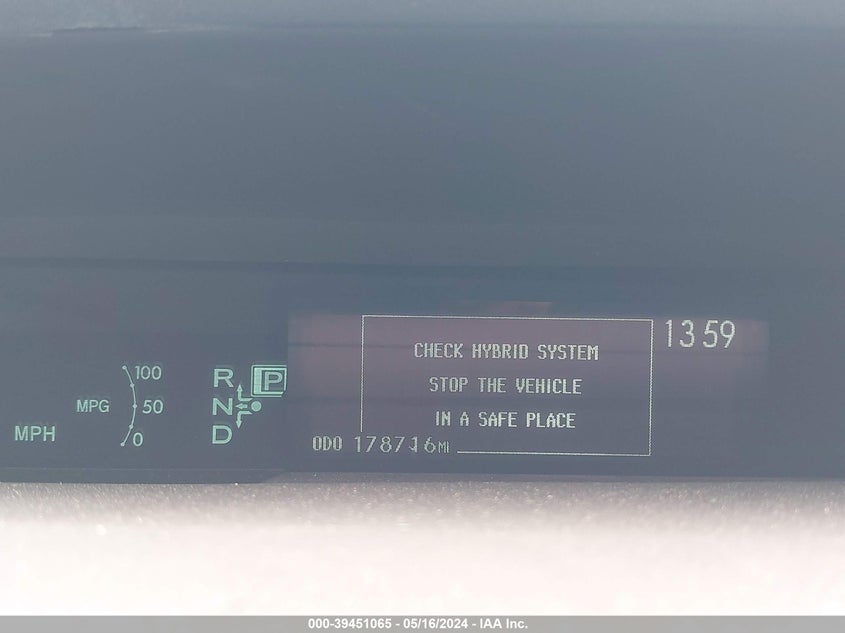 CHECK HYBRID SYSTEM
STOP THE VEHICLE
IN A SAFE PLACE
13 59
ODO 178716MI
R P
N
D
100
MPG 50
0
MPH
000-39451065 - 05/16/2024 - IAA Inc.